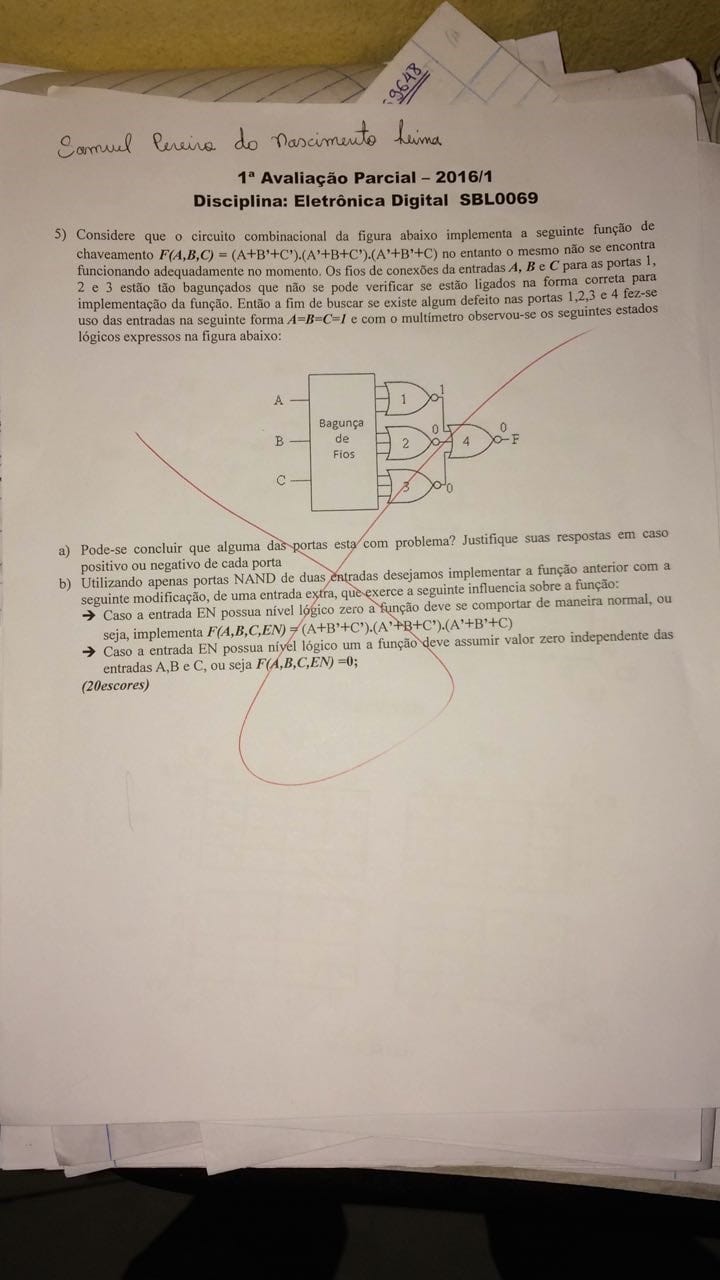 59648
Samuel Pereira do Nascimento Leima
1ª Avaliação Parcial – 2016/1
Disciplina: Eletrônica Digital SBL0069
5) Considere que o circuito combinacional da figura abaixo implementa a seguinte função de
chaveamento F(A,B,C) = (A+B'+C').(A'+B+C').(A'+B'+C) no entanto o mesmo não se encontra
funcionando adequadamente no momento. Os fios de conexões da entradas A, B e C para as portas 1,
2 e 3 estão tão bagunçados que não se pode verificar se estão ligados na forma correta para
implementação da função. Então a fim de buscar se existe algum defeito nas portas 1,2,3 e 4 fez-se
uso das entradas na seguinte forma A=B=C=1 e com o multímetro observou-se os seguintes estados
lógicos expressos na figura abaixo:
A
B
C
Bagunça
de
Fios
1
1
2
0
3
0
4
0
F
a) Pode-se concluir que alguma das portas esta com problema? Justifique suas respostas em caso
positivo ou negativo de cada porta
b) Utilizando apenas portas NAND de duas entradas desejamos implementar a função anterior com a
seguinte modificação, de uma entrada extra, que exerce a seguinte influencia sobre a função:
➔ Caso a entrada EN possua nível lógico zero a função deve se comportar de maneira normal, ou
seja, implementa F(A,B,C,EN) = (A+B'+C').(A'+B+C').(A'+B'+C)
➔ Caso a entrada EN possua nível lógico um a função deve assumir valor zero independente das
entradas A,B e C, ou seja F(A,B,C,EN) =0;
(20escores)